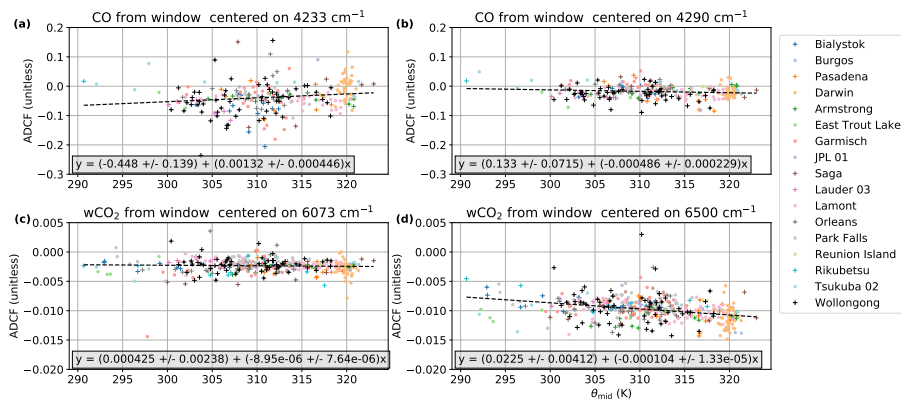 (a) CO from window  centered on 4233 cm⁻¹
0.2
0.1
0.0
−0.1
−0.2
−0.3
ADCF (unitless)
290 295 300 305 310 315 320
y = (-0.448 +/- 0.139) + (0.00132 +/- 0.000446)x
(b) CO from window  centered on 4290 cm⁻¹
0.2
0.1
0.0
−0.1
−0.2
−0.3
ADCF (unitless)
290 295 300 305 310 315 320
y = (0.133 +/- 0.0715) + (-0.000486 +/- 0.000229)x
(c) wCO₂ from window  centered on 6073 cm⁻¹
0.005
0.000
−0.005
−0.010
−0.015
−0.020
ADCF (unitless)
y = (0.000425 +/- 0.00238) + (-8.95e-06 +/- 7.64e-06)x
290 295 300 305 310 315 320
(d) wCO₂ from window  centered on 6500 cm⁻¹
0.005
0.000
−0.005
−0.010
−0.015
−0.020
ADCF (unitless)
y = (0.0225 +/- 0.00412) + (-0.000104 +/- 1.33e-05)x
290 295 300 305 310 315 320
θmid (K)
Bialystok
Burgos
Pasadena
Darwin
Armstrong
East Trout Lake
Garmisch
JPL 01
Saga
Lauder 03
Lamont
Orleans
Park Falls
Reunion Island
Rikubetsu
Tsukuba 02
Wollongong